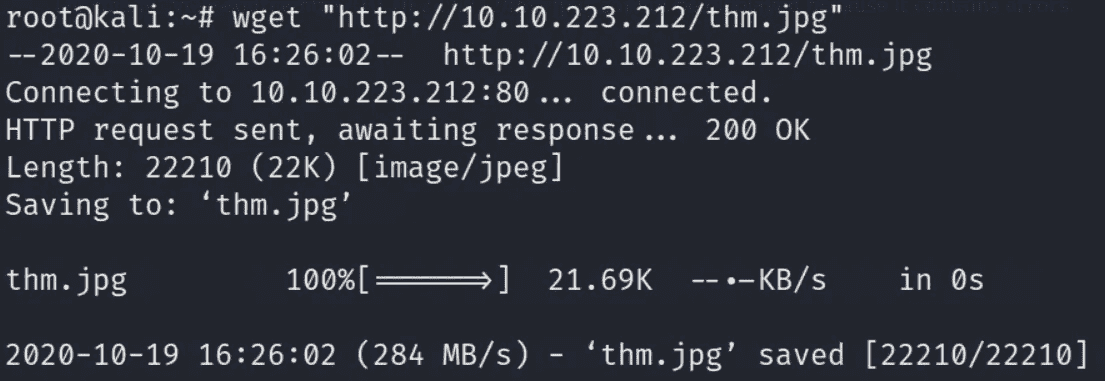 root@kali:~# wget "http://10.10.223.212/thm.jpg"
--2020-10-19 16:26:02--  http://10.10.223.212/thm.jpg
Connecting to 10.10.223.212:80... connected.
HTTP request sent, awaiting response... 200 OK
Length: 22210 (22K) [image/jpeg]
Saving to: ‘thm.jpg’
thm.jpg 100%[======>] 21.69K --.-KB/s in 0s
2020-10-19 16:26:02 (284 MB/s) - ‘thm.jpg’ saved [22210/22210]